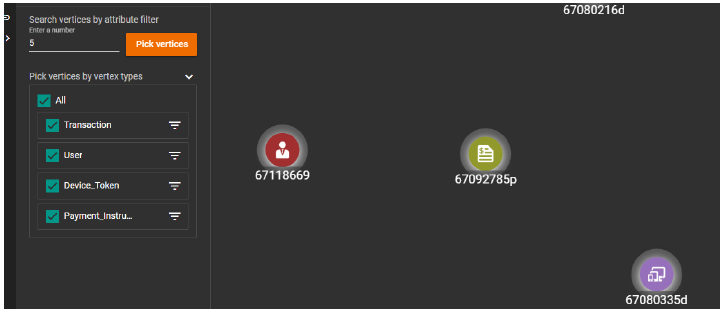 Search vertices by attribute filter
Enter a number
5
Pick vertices
Pick vertices by vertex types
All
Transaction
User
Device_Token
Payment_Instru...
67080216d
67118669
67092785p
67080335d